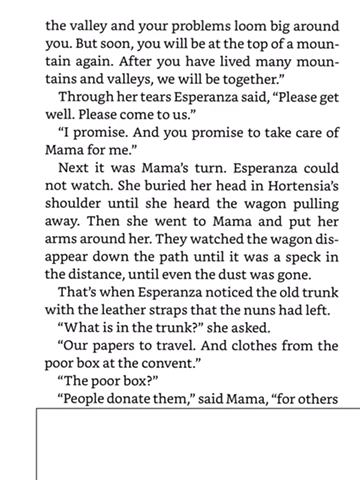 the valley and your problems loom big around
you. But soon, you will be at the top of a moun-
tain again. After you have lived many moun-
tains and valleys, we will be together.”
Through her tears Esperanza said, “Please get
well. Please come to us.”
“I promise. And you promise to take care of
Mama for me.”
Next it was Mama’s turn. Esperanza could
not watch. She buried her head in Hortensia’s
shoulder until she heard the wagon pulling
away. Then she went to Mama and put her
arms around her. They watched the wagon dis-
appear down the path until it was a speck in
the distance, until even the dust was gone.
That’s when Esperanza noticed the old trunk
with the leather straps that the nuns had left.
“What is in the trunk?” she asked.
“Our papers to travel. And clothes from the
poor box at the convent.”
“The poor box?”
“People donate them,” said Mama, “for others